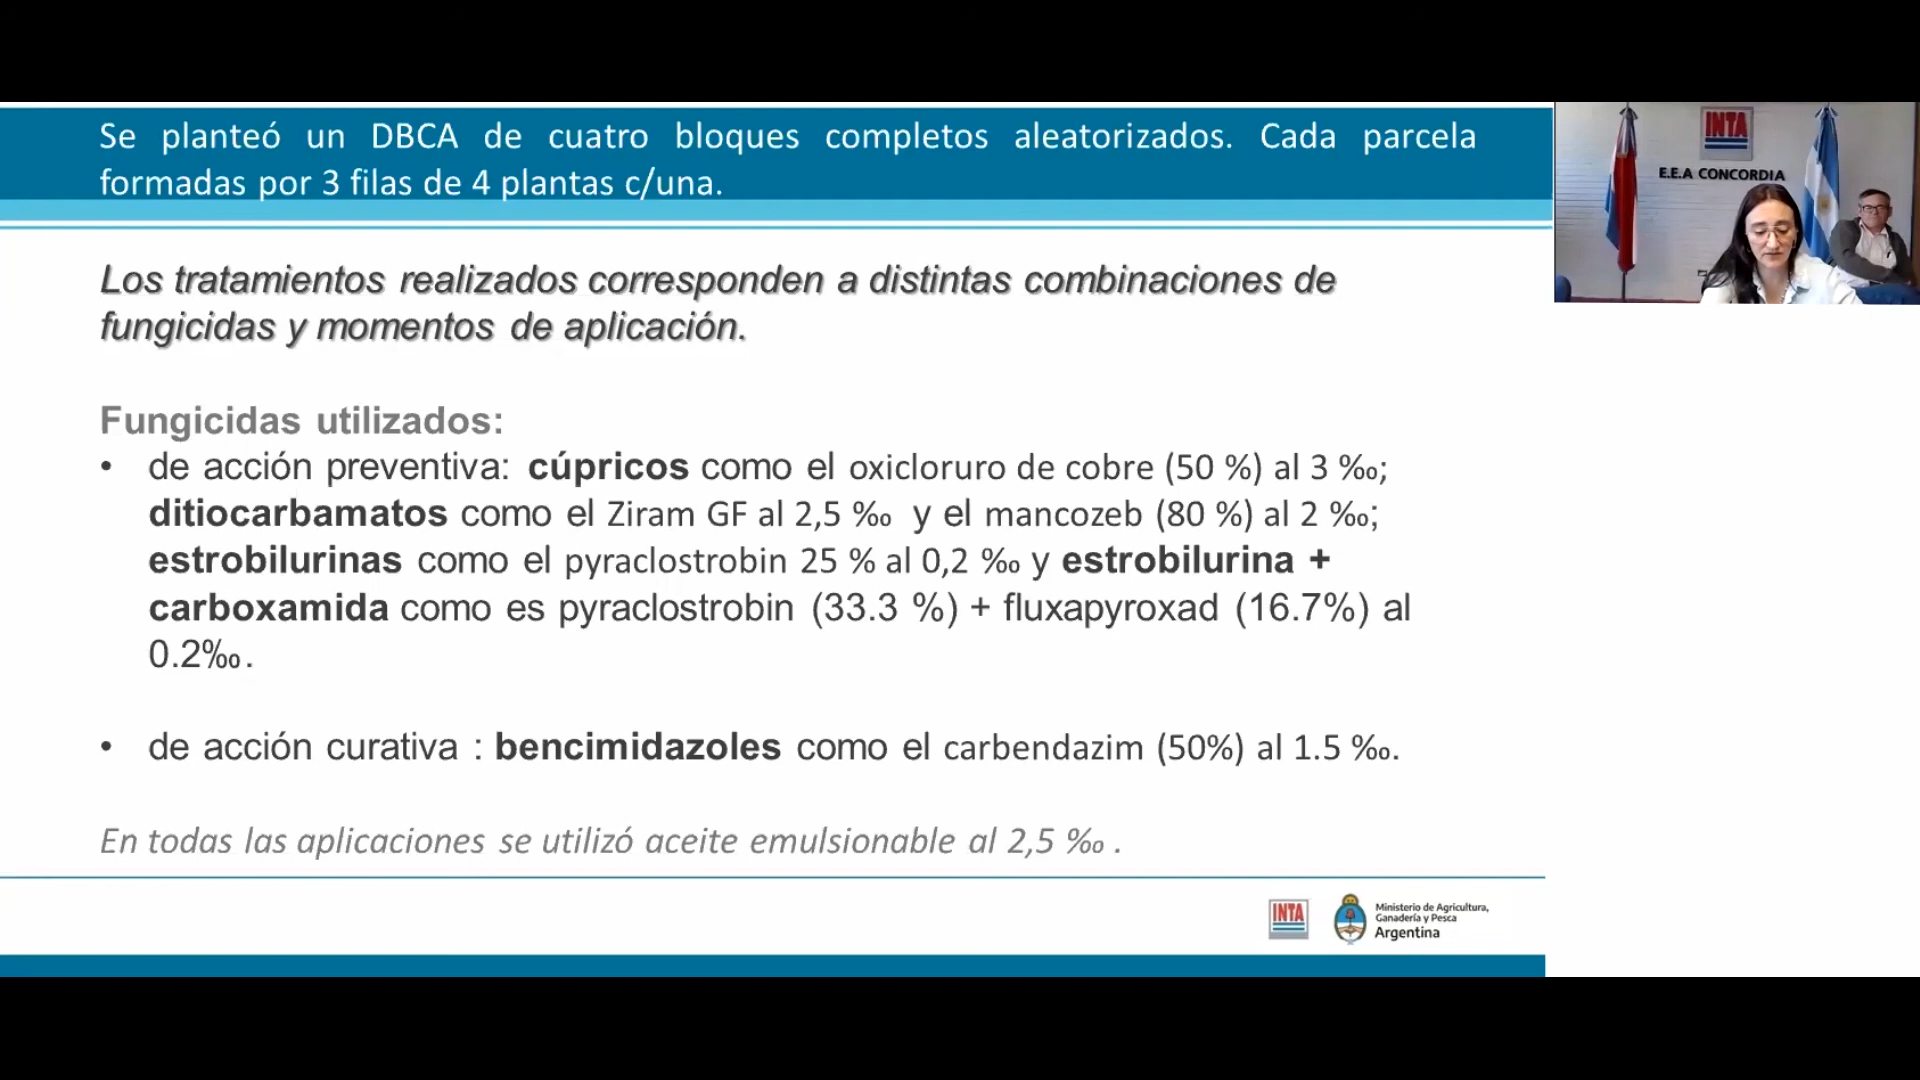 Se planteó un DBCA de cuatro bloques completos aleatorizados. Cada parcela
formadas por 3 filas de 4 plantas c/una.
INTA
E.E.A CONCORDIA
Los tratamientos realizados corresponden a distintas combinaciones de
fungicidas y momentos de aplicación.
Fungicidas utilizados:
• de acción preventiva: cúpricos como el oxicloruro de cobre (50 %) al 3 ‰;
ditiocarbamatos como el Ziram GF al 2,5 ‰ y el mancozeb (80 %) al 2 ‰;
estrobilurinas como el pyraclostrobin 25 % al 0,2 ‰ y estrobilurina +
carboxamida como es pyraclostrobin (33.3 %) + fluxapyroxad (16.7%) al
0.2‰.
• de acción curativa : bencimidazoles como el carbendazim (50%) al 1.5 ‰.
En todas las aplicaciones se utilizó aceite emulsionable al 2,5 ‰ .
INTA
Ministerio de Agricultura,
Ganadería y Pesca
Argentina